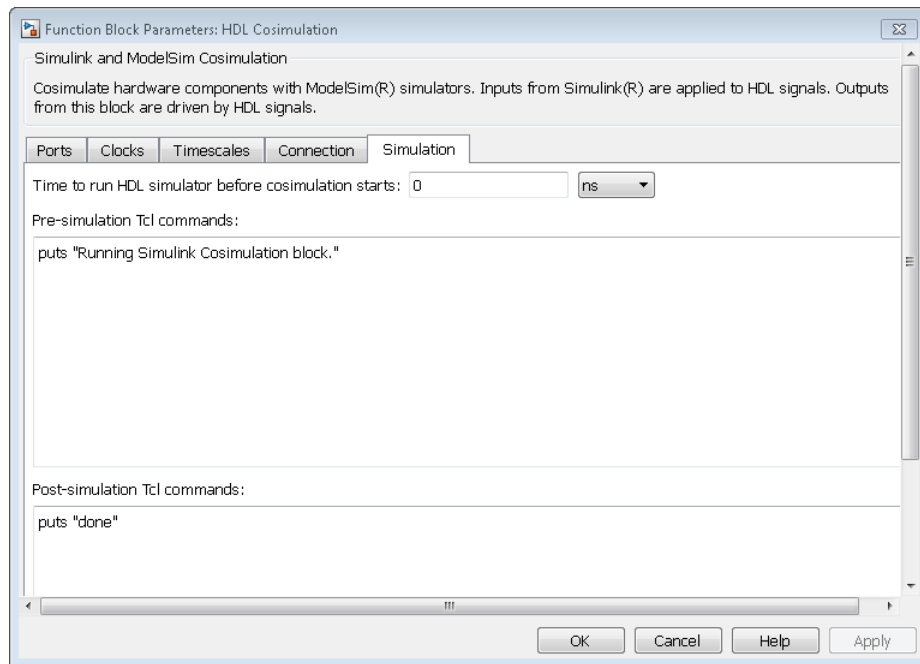 Function Block Parameters: HDL Cosimulation
Simulink and ModelSim Cosimulation
Cosimulate hardware components with ModelSim(R) simulators. Inputs from Simulink(R) are applied to HDL signals. Outputs
from this block are driven by HDL signals.
Ports Clocks Timescales Connection Simulation
Time to run HDL simulator before cosimulation starts: 0 ns
Pre-simulation Tcl commands:
puts "Running Simulink Cosimulation block."
Post-simulation Tcl commands:
puts "done"
OK Cancel Help Apply